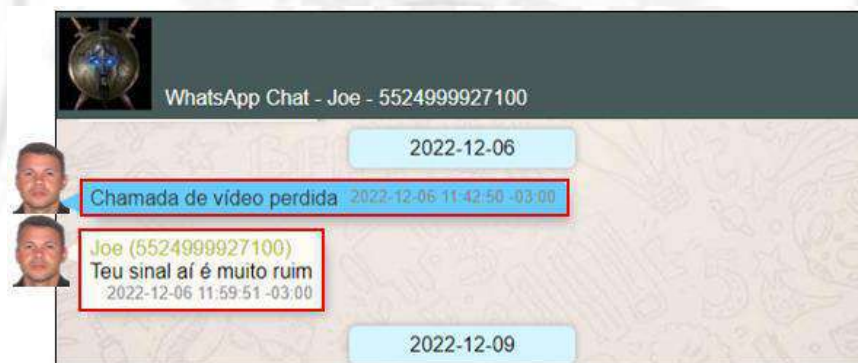 WhatsApp Chat - Joe - 5524999927100
2022-12-06
Chamada de vídeo perdida 2022-12-06 11:42:50 -03:00
Joe (5524999927100)
Teu sinal aí é muito ruim
2022-12-06 11:59:51 -03:00
2022-12-09